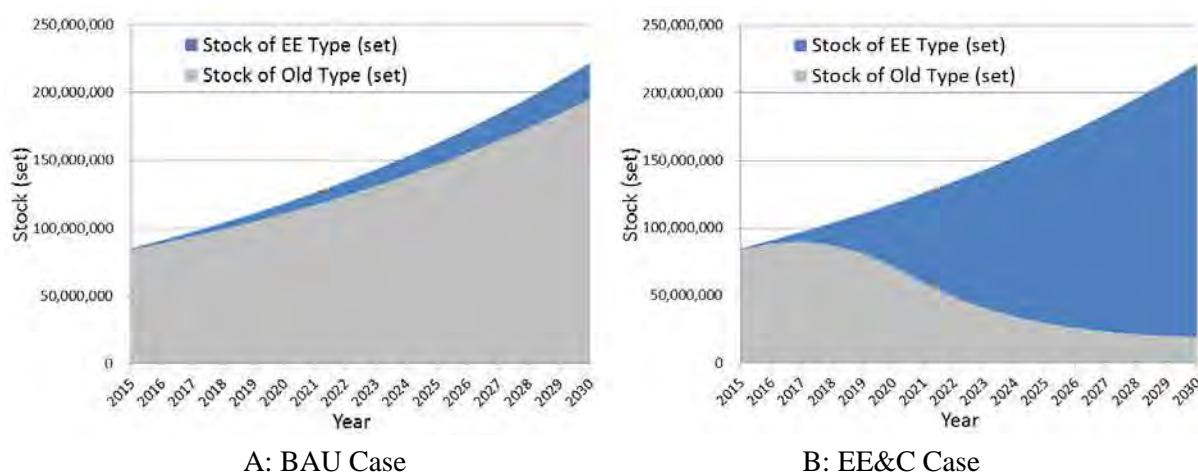 250,000,000
200,000,000
150,000,000
100,000,000
50,000,000
0
Stock (set)
Stock of EE Type (set)
Stock of Old Type (set)
2015 2016 2017 2018 2019 2020 2021 2022 2023 2024 2025 2026 2027 2028 2029 2030
Year
A: BAU Case
250,000,000
200,000,000
150,000,000
100,000,000
50,000,000
0
Stock (set)
Stock of EE Type (set)
Stock of Old Type (set)
2015 2016 2017 2018 2019 2020 2021 2022 2023 2024 2025 2026 2027 2028 2029 2030
Year
B: EE&C Case